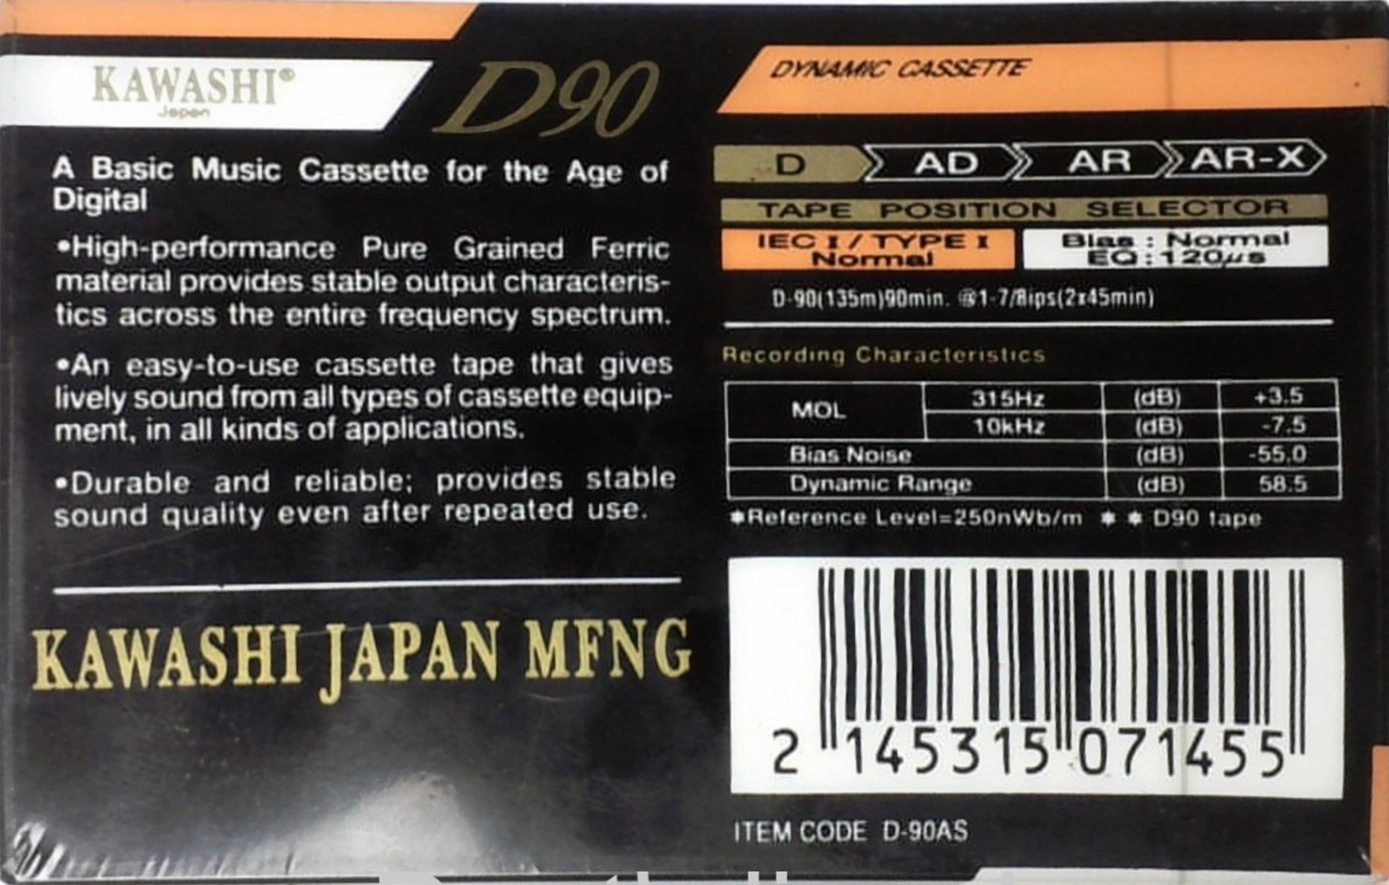 KAWASHI®
Japan
D90
A Basic Music Cassette for the Age of
Digital
•High-performance Pure Grained Ferric
material provides stable output characteris-
tics across the entire frequency spectrum.
•An easy-to-use cassette tape that gives
lively sound from all types of cassette equip-
ment, in all kinds of applications.
•Durable and reliable; provides stable
sound quality even after repeated use.
KAWASHI JAPAN MFNG
DYNAMIC CASSETTE
D AD AR AR-X
TAPE POSITION SELECTOR
IEC I / TYPE I
Normal
Bias : Normal
EQ : 120μs
D-90(135m)90min. @1-7/8ips(2x45min)
Recording Characteristics
MOL 315Hz (dB) +3.5
10kHz (dB) -7.5
Bias Noise (dB) -55.0
Dynamic Range (dB) 58.5
*Reference Level=250nWb/m * * D90 tape
2 145315 071455
ITEM CODE D-90AS